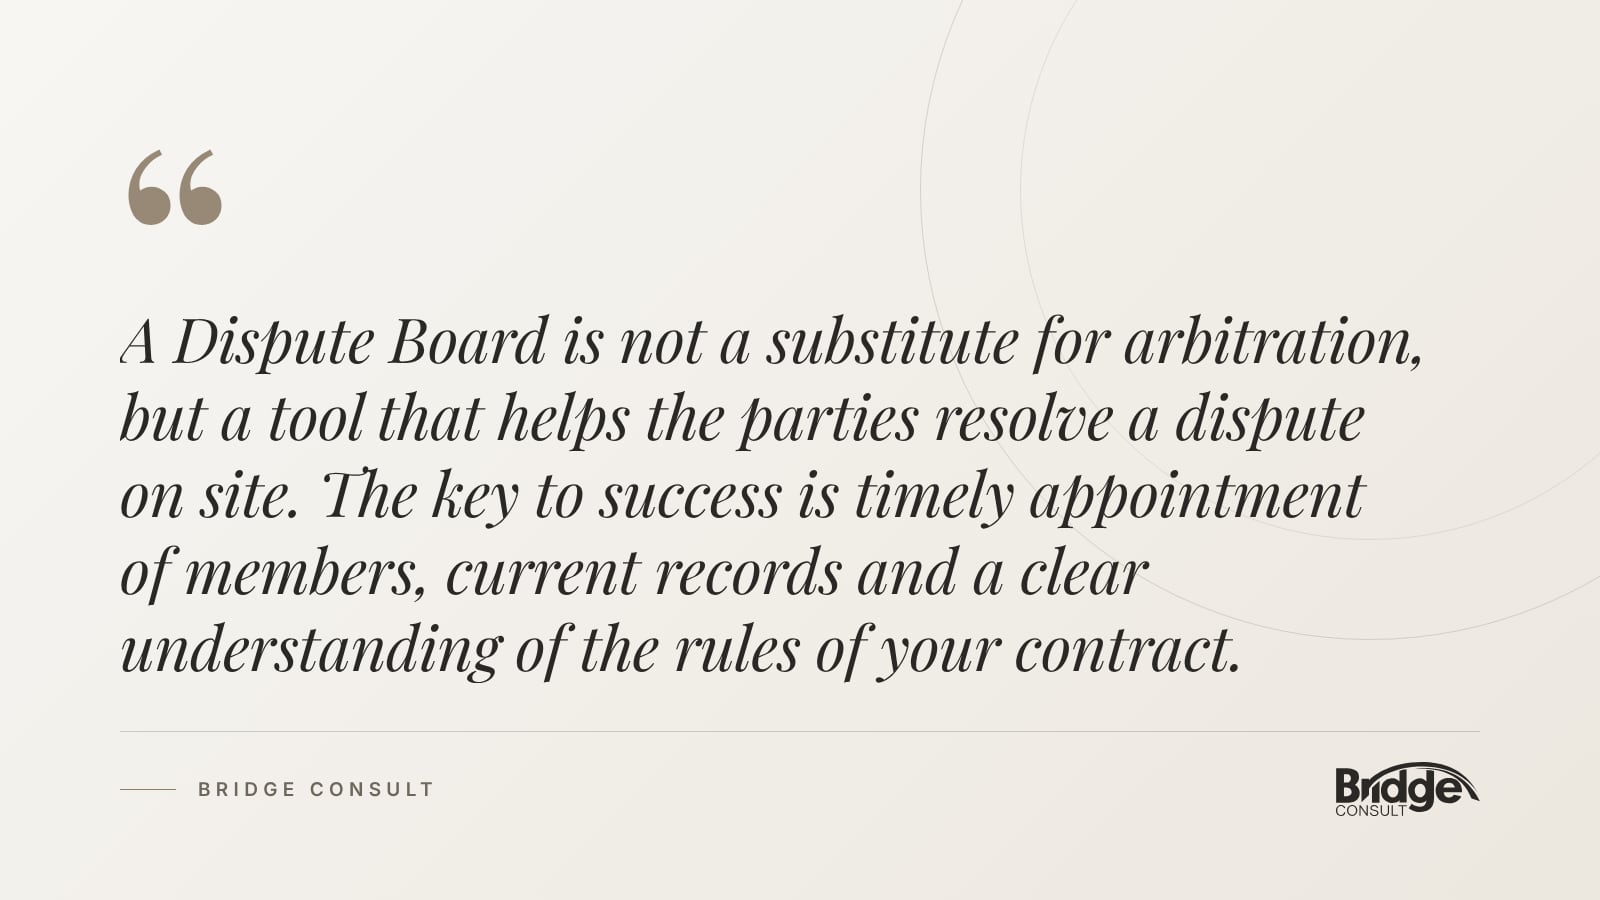 “
A Dispute Board is not a substitute for arbitration,
but a tool that helps the parties resolve a dispute
on site. The key to success is timely appointment
of members, current records and a clear
understanding of the rules of your contract.
BRIDGE CONSULT
Bridge
CONSULT